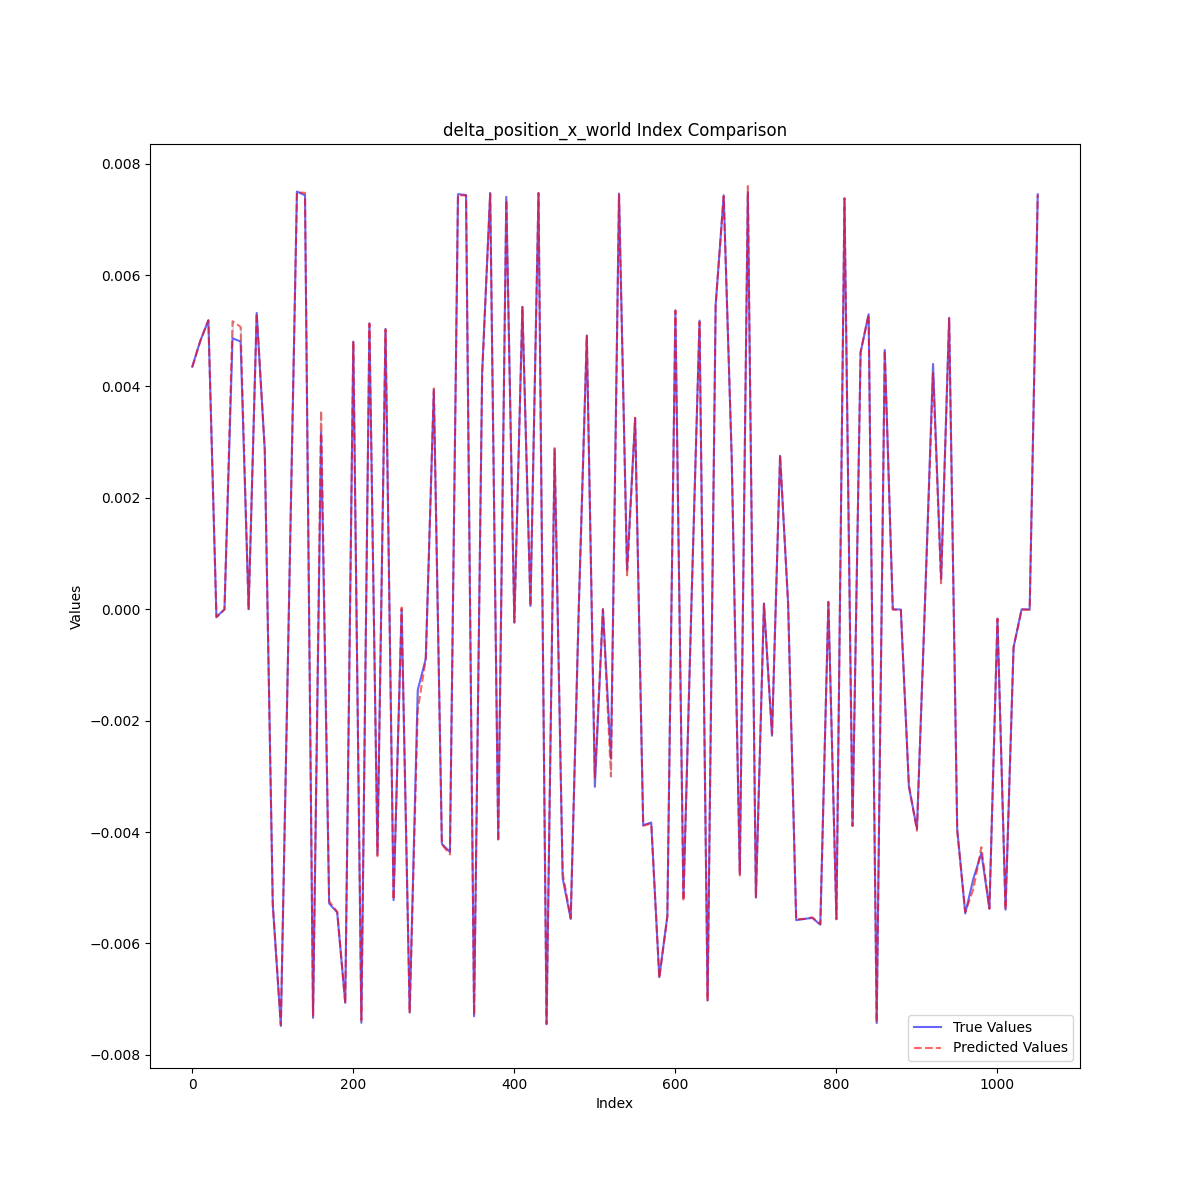 delta_position_x_world Index Comparison
0.008
0.006
0.004
0.002
0.000
−0.002
−0.004
−0.006
−0.008
Values
0 200 400 600 800 1000
Index
True Values
Predicted Values